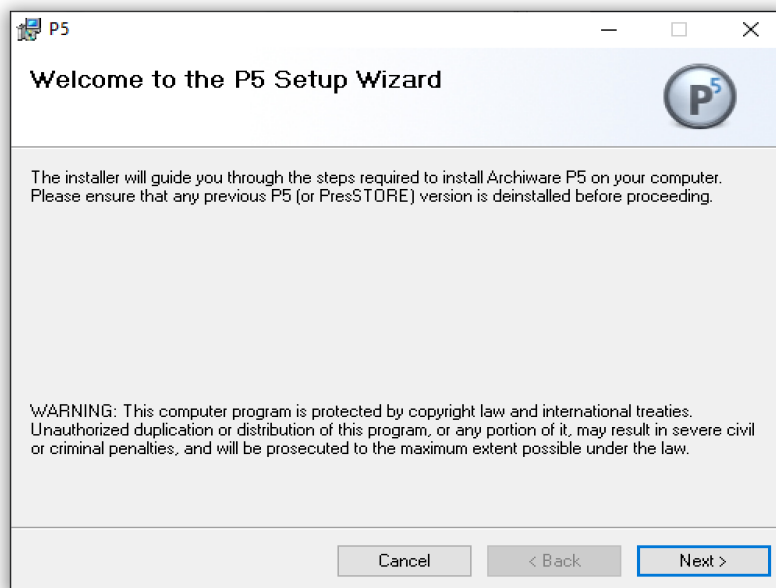 P5
Welcome to the P5 Setup Wizard
P5
The installer will guide you through the steps required to install Archiware P5 on your computer.
Please ensure that any previous P5 (or PresSTORE) version is deinstalled before proceeding.
WARNING: This computer program is protected by copyright law and international treaties.
Unauthorized duplication or distribution of this program, or any portion of it, may result in severe civil
or criminal penalties, and will be prosecuted to the maximum extent possible under the law.
Cancel < Back Next >